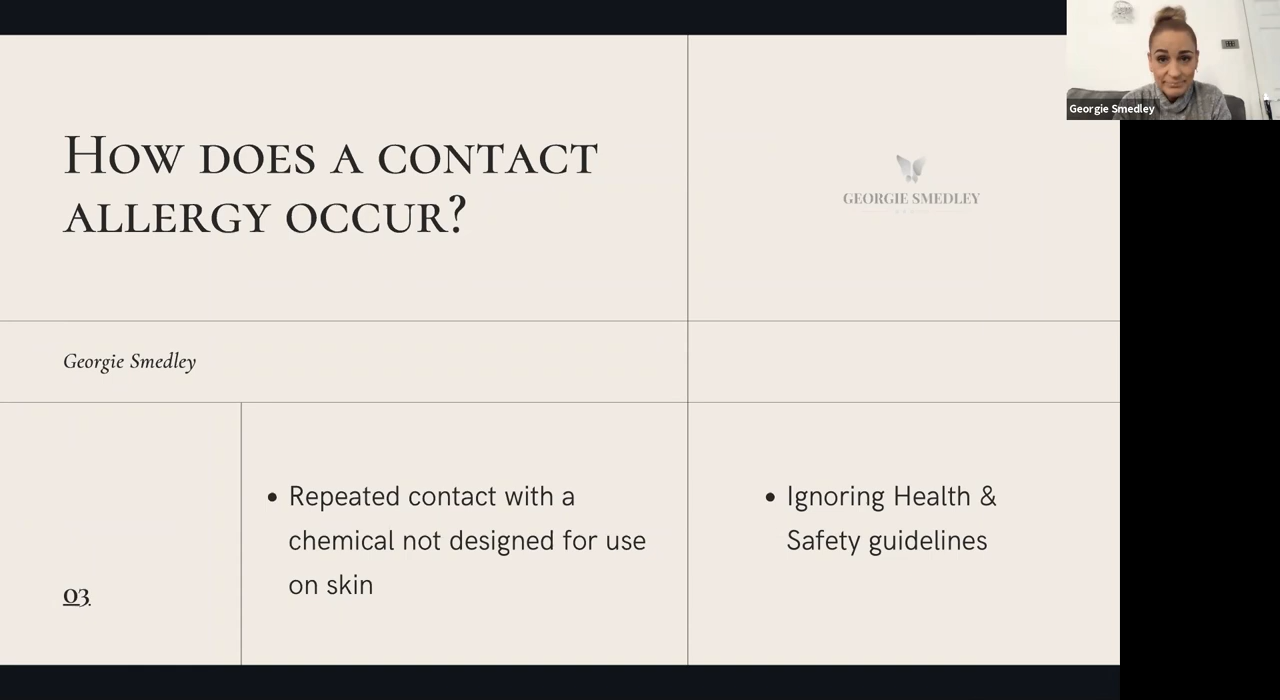 How does a contact
allergy occur?
GEORGIE SMEDLEY
Georgie Smedley
Georgie Smedley
03
• Repeated contact with a
chemical not designed for use
on skin
• Ignoring Health &
Safety guidelines